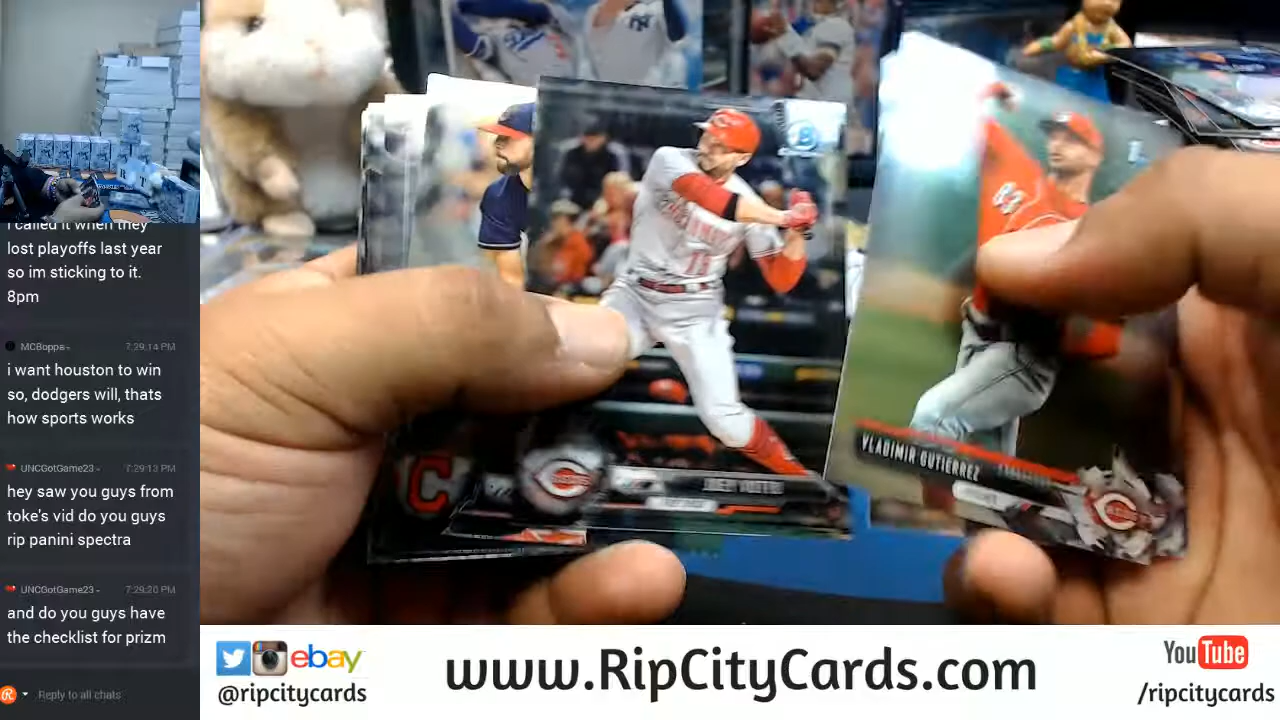 i called it when they
lost playoffs last year
so im sticking to it.
8pm
MCBopps- 7:29:14 PM
i want houston to win
so, dodgers will, thats
how sports works
UNCGotGame23- 7:29:13 PM
hey saw you guys from
toke's vid do you guys
rip panini spectra
UNCGotGame23- 7:29:20 PM
and do you guys have
the checklist for prizm
Reply to all chats
VLADIMIR GUTIERREZ
C
REDS
ebay
@ripcitycards
www.RipCityCards.com
YouTube
/ripcitycards